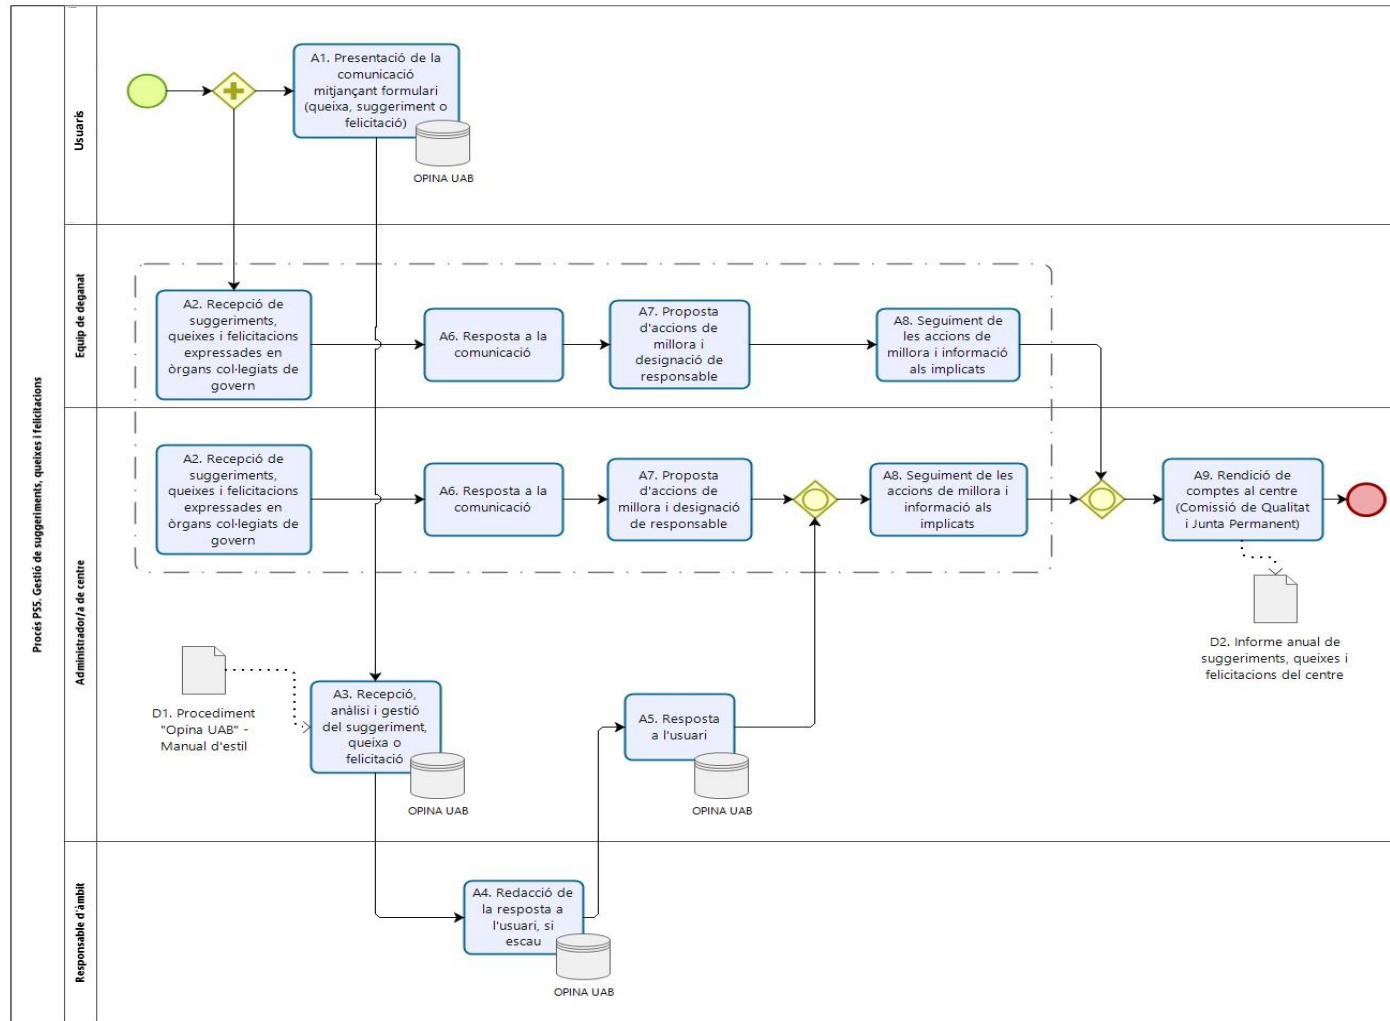 Procés PS5. Gestió de suggeriments, queixes i felicitacions
Usuaris
A1. Presentació de la
comunicació
mitjançant formulari
(queixa, suggeriment o
felicitació)
OPINA UAB
Equip de deganat
A2. Recepció de
suggeriments,
queixes i felicitacions
expressades en
òrgans col·legiats de
govern
A6. Resposta a la
comunicació
A7. Proposta
d'accions de
millora i
designació de
responsable
A8. Seguiment de
les accions de
millora i informació
als implicats
Administrador/a de centre
A2. Recepció de
suggeriments,
queixes i felicitacions
expressades en
òrgans col·legiats de
govern
A6. Resposta a la
comunicació
A7. Proposta
d'accions de
millora i designació
de responsable
A8. Seguiment de les
accions de millora i
informació als
implicats
A9. Rendició de
comptes al centre
(Comissió de Qualitat
i Junta Permanent)
D2. Informe anual de
suggeriments, queixes i
felicitacions del centre
D1. Procediment
"Opina UAB" -
Manual d'estil
A3. Recepció,
anàlisi i gestió
del suggeriment,
queixa o
felicitació
OPINA UAB
A5. Resposta
a l'usuari
OPINA UAB
Responsable d'àmbit
A4. Redacció de
la resposta a
l'usuari, si
escau
OPINA UAB